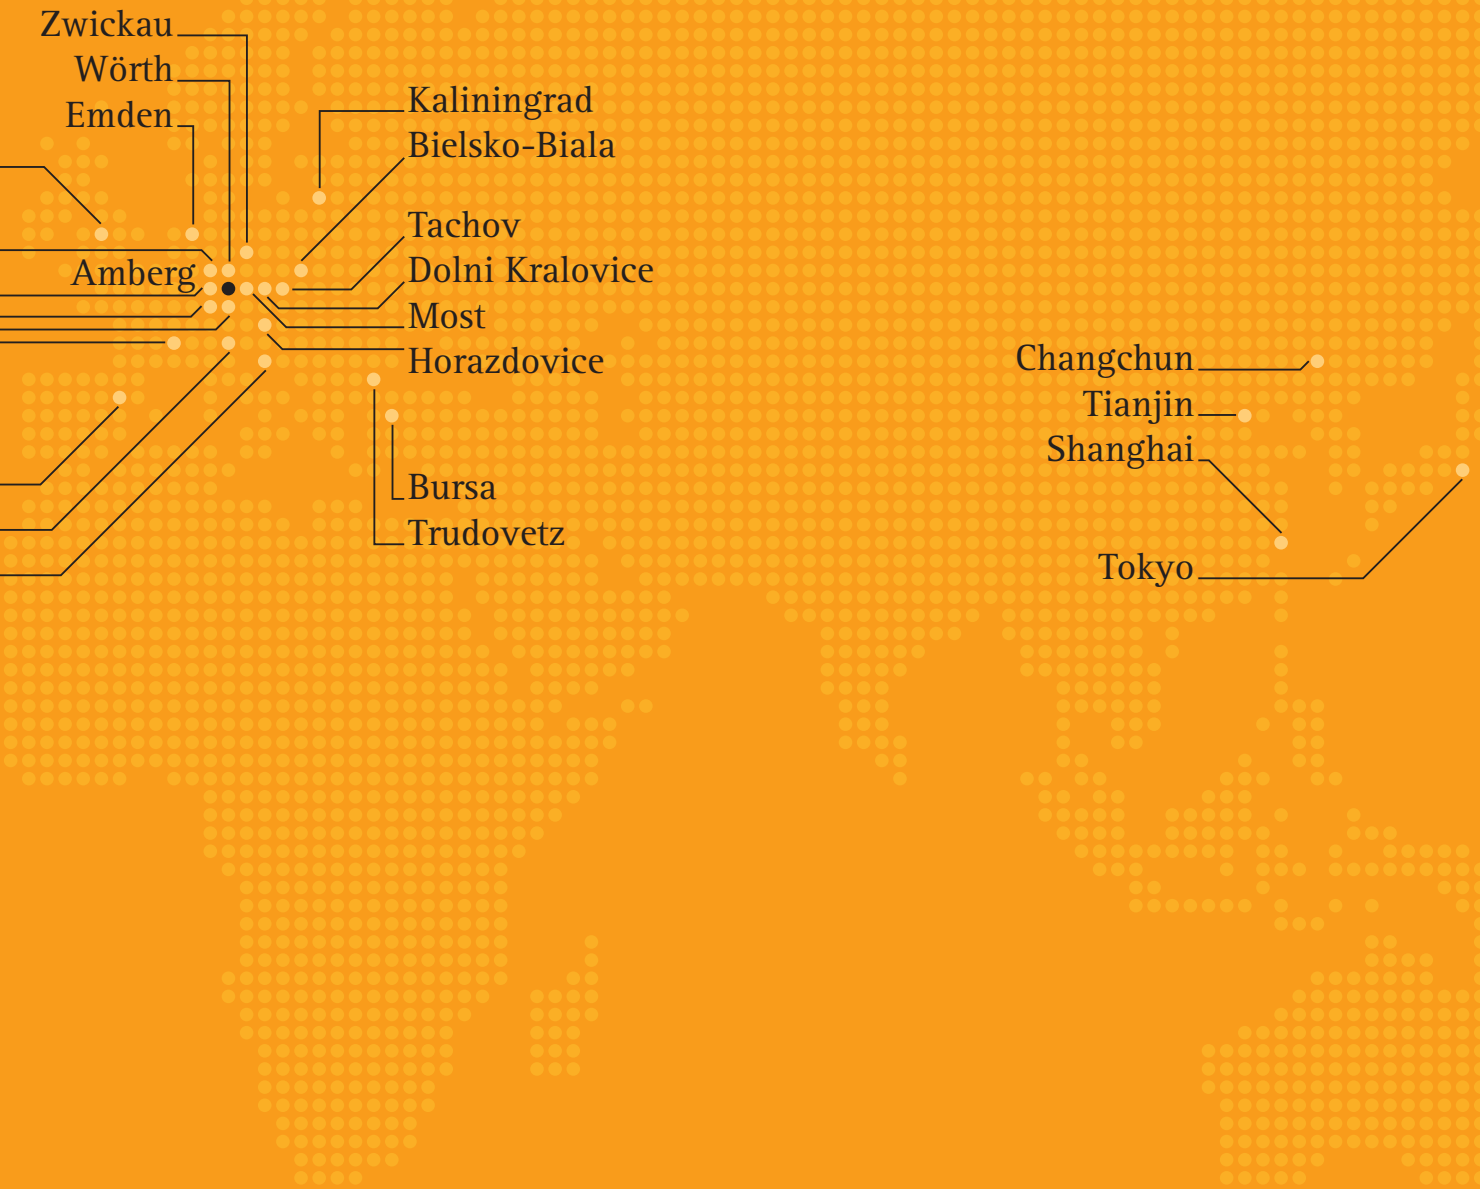 Zwickau
Wörth
Emden
Amberg
Kaliningrad
Bielsko-Biala
Tachov
Dolni Kralovice
Most
Horazdovice
Bursa
Trudovetz
Changchun
Tianjin
Shanghai
Tokyo